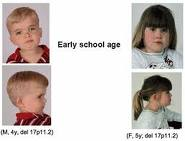 Early school age
(M, 4y, del 17p11.2)
(F, 5y; del 17p11.2)